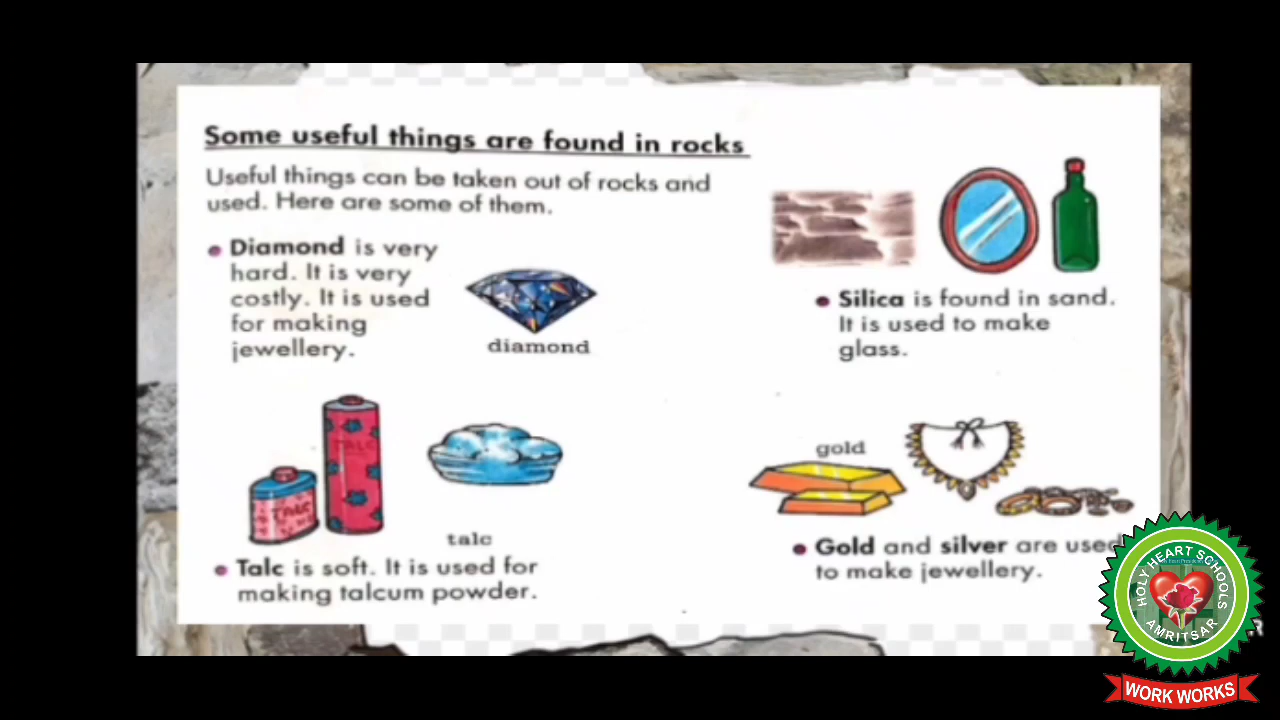 Some useful things are found in rocks
Useful things can be taken out of rocks and
used. Here are some of them.
• Diamond is very
hard. It is very
costly. It is used
for making
jewellery.
diamond
• Silica is found in sand.
It is used to make
glass.
TALC
TALC
talc
• Talc is soft. It is used for
making talcum powder.
gold
• Gold and silver are used
to make jewellery.
HOLY HEART SCHOOLS
AMRITSAR
WORK WORKS